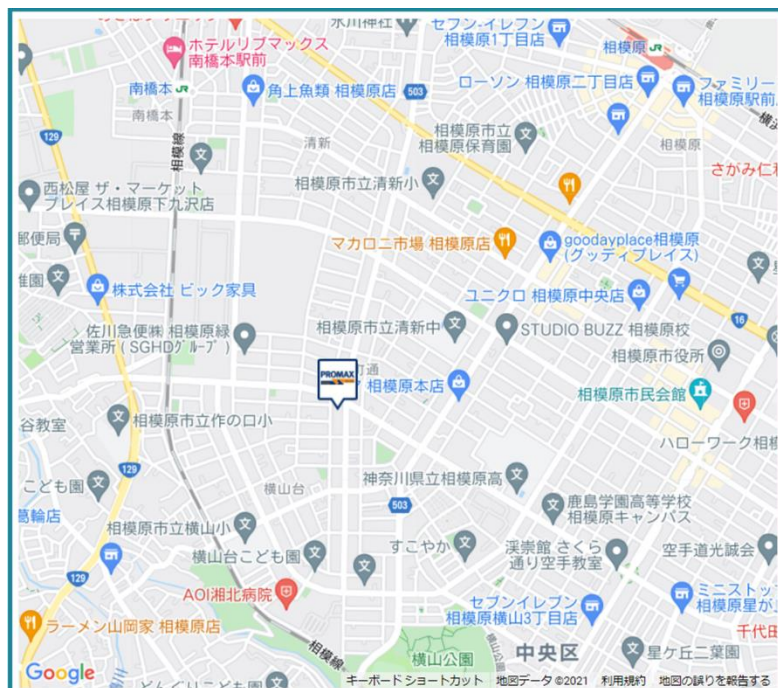 氷川神社
セブン-イレブン
相模原1丁目店
相模原
ホテルリブマックス
南橋本駅前
南橋本
南橋本
角上魚類 相模原店
503
ローソン 相模原二丁目店
ファミリー
相模原駅前
129
相模線
清新
相模原市立
相模原保育園
相模原
相模原市立清新小
さがみ仁和
西松屋 ザ・マーケット
プレイス相模原下九沢店
郵便局
マカロニ市場 相模原店
goodayplace相模原
(グッディプレイス)
株式会社 ビック家具
ユニクロ 相模原中央店
16
佐川急便㈱ 相模原緑
営業所 ( SGHDグループ )
相模原市立清新中
STUDIO BUZZ 相模原校
相模原市役所
PROMAX
相模原本店
相模原市民会館
谷教室
相模原市立作の口小
ハローワーク相模
129
こども園
横山台
神奈川県立相模原高
503
鹿島学園高等学校
相模原キャンパス
葛輪店
相模原市立横山小
横山台こども園
すこやか
渓崇館 さくら
通り空手教室
空手道光誠会
129
AOI湘北病院
セブンイレブン
相模原横山3丁目店
ミニストップ
相模原星が
ラーメン山岡家 相模原店
千代田
相模線
横山公園
横山公園
中央区
星ケ丘二葉園
Google
どんぐりこども園
キーボード ショートカット
地図データ ©2021
利用規約
地図の誤りを報告する